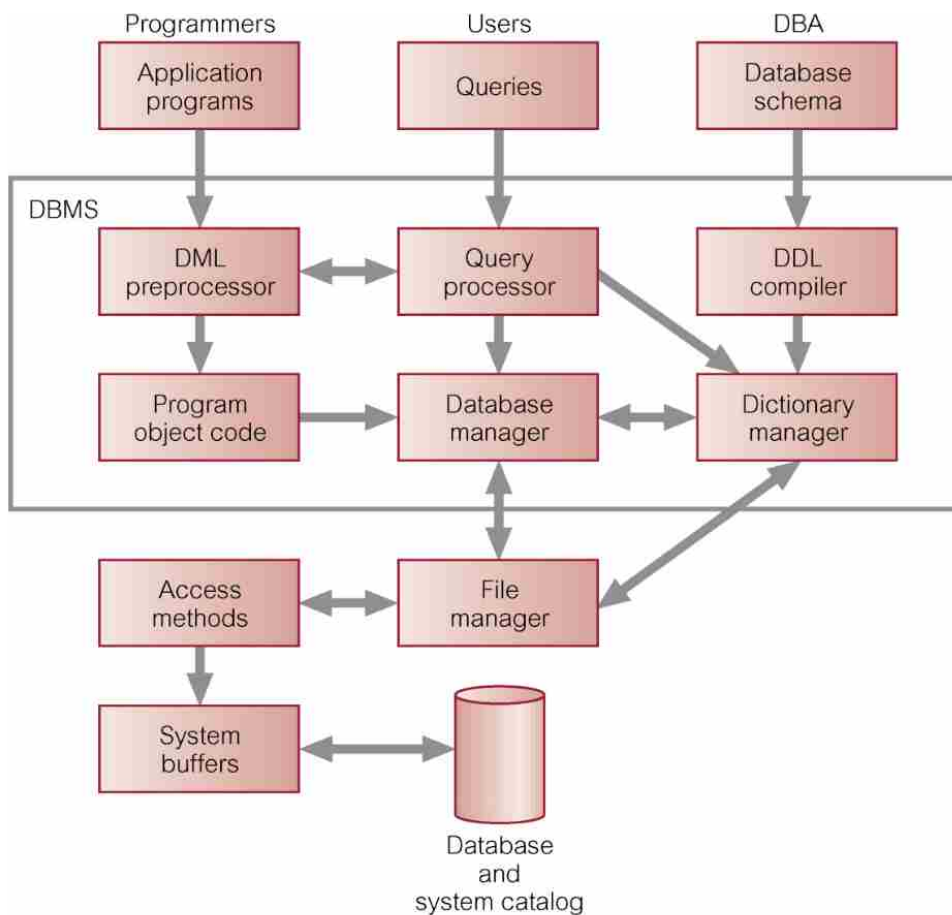 Programmers
Users
DBA
Application
programs
Queries
Database
schema
DBMS
DML
preprocessor
Query
processor
DDL
compiler
Program
object code
Database
manager
Dictionary
manager
Access
methods
File
manager
System
buffers
Database
and
system catalog